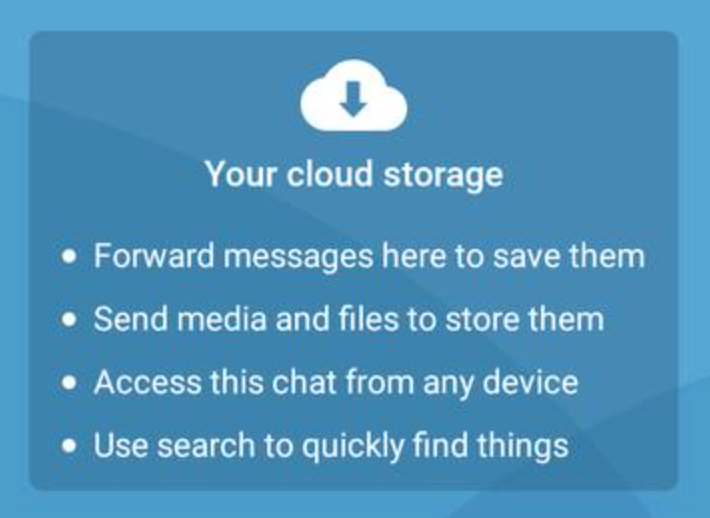 Your cloud storage
• Forward messages here to save them
• Send media and files to store them
• Access this chat from any device
• Use search to quickly find things